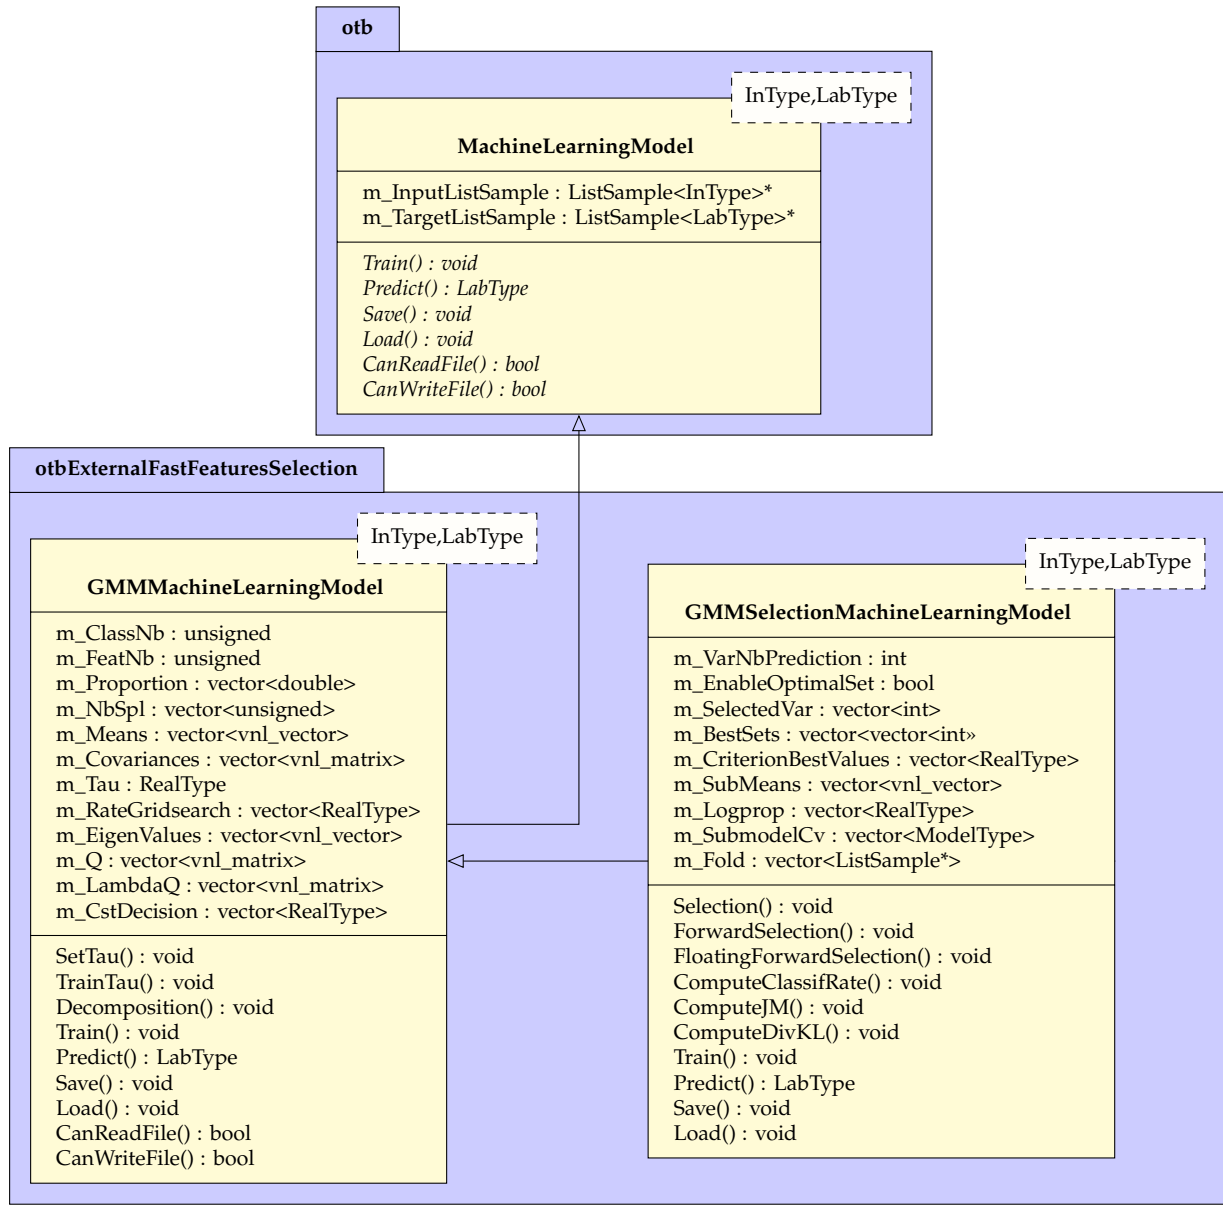 otb
InType,LabType
MachineLearningModel
m_InputListSample : ListSample<InType>*
m_TargetListSample : ListSample<LabType>*
Train() : void
Predict() : LabType
Save() : void
Load() : void
CanReadFile() : bool
CanWriteFile() : bool
otbExternalFastFeaturesSelection
InType,LabType
GMMMachineLearningModel
m_ClassNb : unsigned
m_FeatNb : unsigned
m_Proportion : vector<double>
m_NbSpl : vector<unsigned>
m_Means : vector<vnl_vector>
m_Covariances : vector<vnl_matrix>
m_Tau : RealType
m_RateGridsearch : vector<RealType>
m_EigenValues : vector<vnl_vector>
m_Q : vector<vnl_matrix>
m_LambdaQ : vector<vnl_matrix>
m_CstDecision : vector<RealType>
SetTau() : void
TrainTau() : void
Decomposition() : void
Train() : void
Predict() : LabType
Save() : void
Load() : void
CanReadFile() : bool
CanWriteFile() : bool
InType,LabType
GMMSelectionMachineLearningModel
m_VarNbPrediction : int
m_EnableOptimalSet : bool
m_SelectedVar : vector<int>
m_BestSets : vector<vector<int»
m_CriterionBestValues : vector<RealType>
m_SubMeans : vector<vnl_vector>
m_Logprop : vector<RealType>
m_SubmodelCv : vector<ModelType>
m_Fold : vector<ListSample*>
Selection() : void
ForwardSelection() : void
FloatingForwardSelection() : void
ComputeClassifRate() : void
ComputeJM() : void
ComputeDivKL() : void
Train() : void
Predict() : LabType
Save() : void
Load() : void